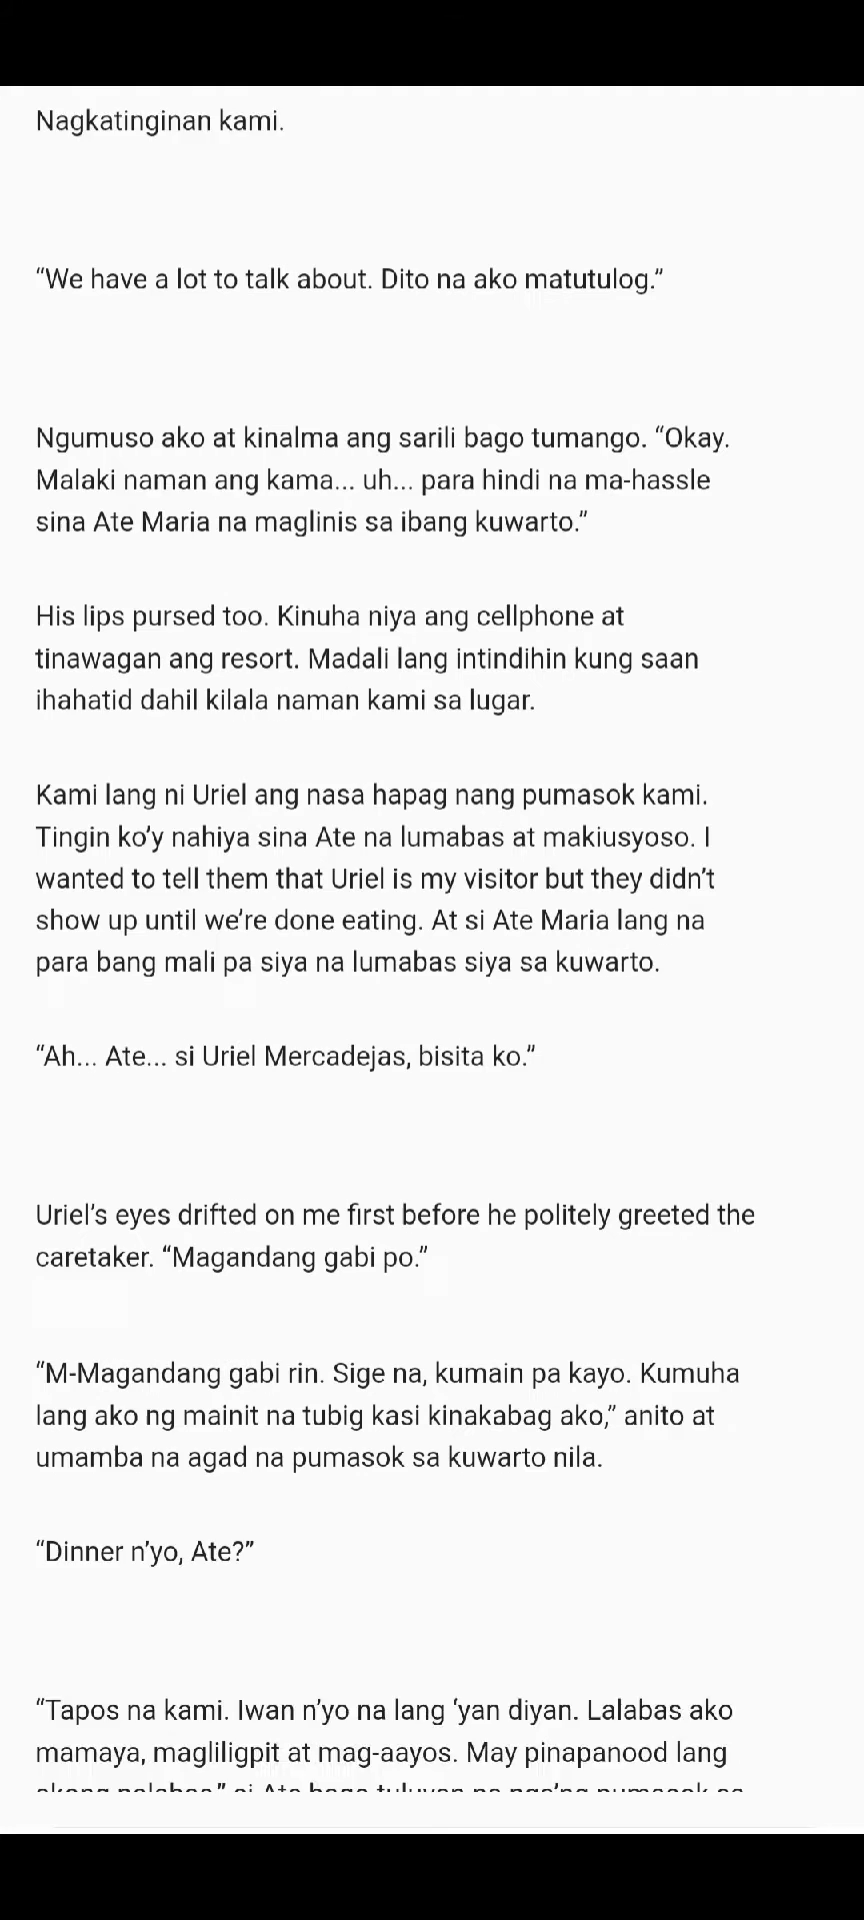 Nagkatinginan kami.
“We have a lot to talk about. Dito na ako matutulog.”
Ngumuso ako at kinalma ang sarili bago tumango. “Okay.
Malaki naman ang kama... uh... para hindi na ma-hassle
sina Ate Maria na maglinis sa ibang kuwarto.”
His lips pursed too. Kinuha niya ang cellphone at
tinawagan ang resort. Madali lang intindihin kung saan
ihahatid dahil kilala naman kami sa lugar.
Kami lang ni Uriel ang nasa hapag nang pumasok kami.
Tingin ko’y nahiya sina Ate na lumabas at makiusyoso. I
wanted to tell them that Uriel is my visitor but they didn’t
show up until we’re done eating. At si Ate Maria lang na
para bang mali pa siya na lumabas siya sa kuwarto.
“Ah... Ate... si Uriel Mercadejas, bisita ko.”
Uriel’s eyes drifted on me first before he politely greeted the
caretaker. “Magandang gabi po.”
“M-Magandang gabi rin. Sige na, kumain pa kayo. Kumuha
lang ako ng mainit na tubig kasi kinakabag ako,” anito at
umamba na agad na pumasok sa kuwarto nila.
“Dinner n’yo, Ate?”
“Tapos na kami. Iwan n’yo na lang ‘yan diyan. Lalabas ako
mamaya, magliligpit at mag-aayos. May pinapanood lang